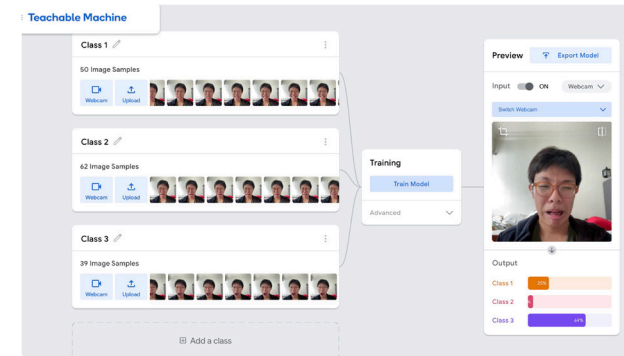 Teachable Machine
Class 1
50 Image Samples
Webcam
Upload
Class 2
62 Image Samples
Webcam
Upload
Class 3
39 Image Samples
Webcam
Upload
Add a class
Training
Train Model
Advanced
Preview
Export Model
Input ON Webcam
Switch Webcam
Output
Class 1
Class 2
Class 3